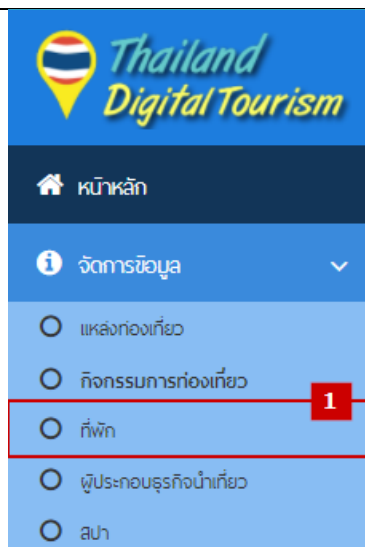 Thailand
Digital Tourism
หน้าหลัก
จัดการข้อมูล
แหล่งท่องเที่ยว
กิจกรรมการท่องเที่ยว
1
ที่พัก
ผู้ประกอบธุรกิจนำเที่ยว
สปา